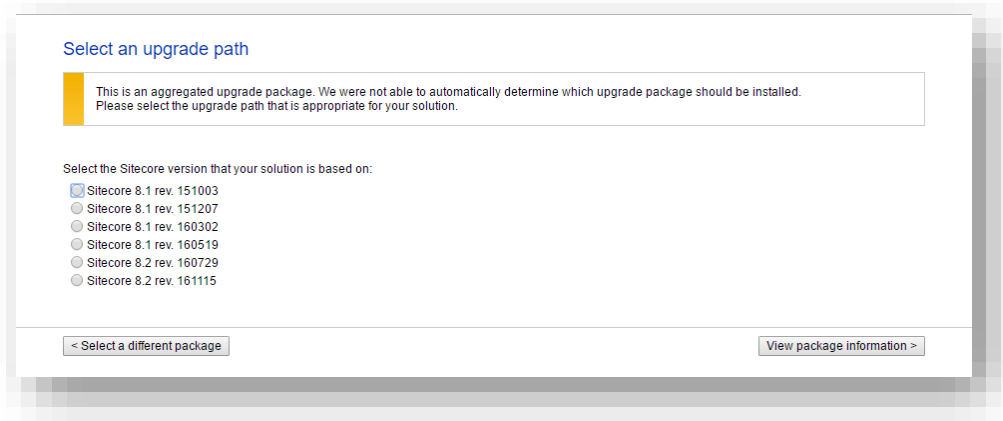 Select an upgrade path
This is an aggregated upgrade package. We were not able to automatically determine which upgrade package should be installed.
Please select the upgrade path that is appropriate for your solution.
Select the Sitecore version that your solution is based on:
Sitecore 8.1 rev. 151003
Sitecore 8.1 rev. 151207
Sitecore 8.1 rev. 160302
Sitecore 8.1 rev. 160519
Sitecore 8.2 rev. 160729
Sitecore 8.2 rev. 161115
< Select a different package
View package information >